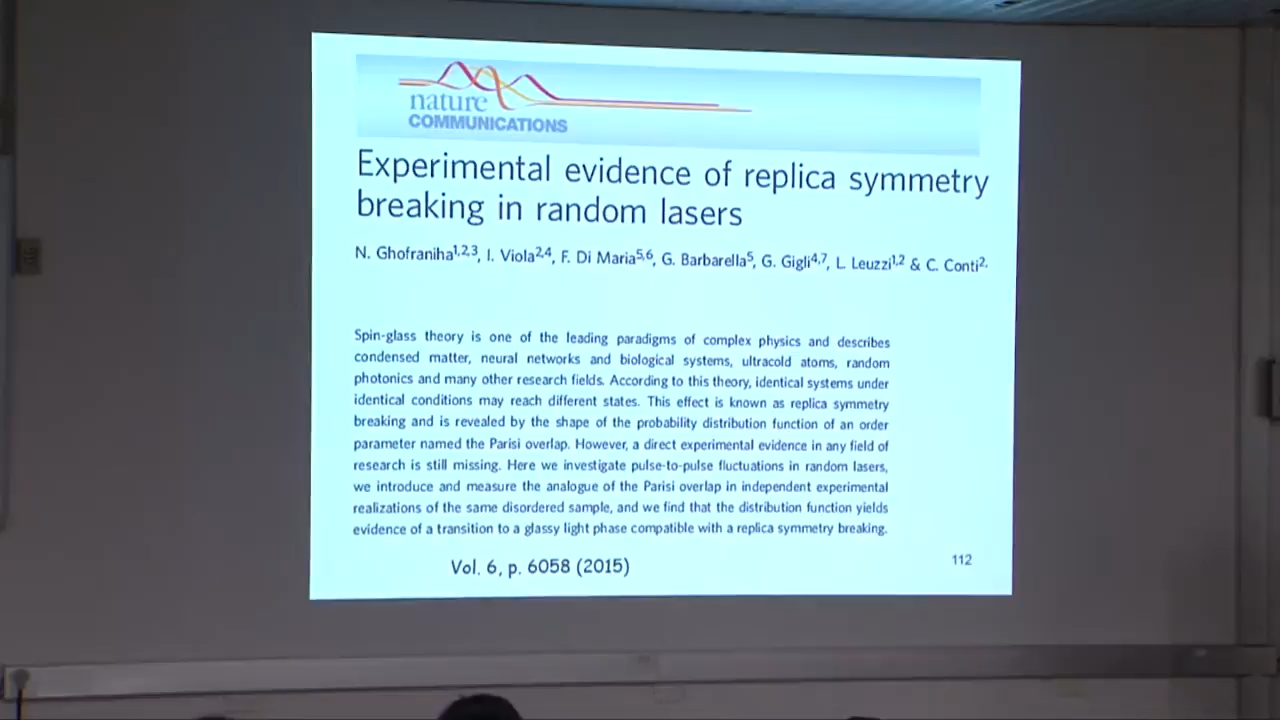 nature
COMMUNICATIONS
Experimental evidence of replica symmetry
breaking in random lasers
N. Ghofraniha1,2,3, I. Viola2,4, F. Di Maria5,6, G. Barbarella5, G. Gigli4,7, L. Leuzzi1,2 & C. Conti2,
Spin-glass theory is one of the leading paradigms of complex physics and describes
condensed matter, neural networks and biological systems, ultracold atoms, random
photonics and many other research fields. According to this theory, identical systems under
identical conditions may reach different states. This effect is known as replica symmetry
breaking and is revealed by the shape of the probability distribution function of an order
parameter named the Parisi overlap. However, a direct experimental evidence in any field of
research is still missing. Here we investigate pulse-to-pulse fluctuations in random lasers,
we introduce and measure the analogue of the Parisi overlap in independent experimental
realizations of the same disordered sample, and we find that the distribution function yields
evidence of a transition to a glassy light phase compatible with a replica symmetry breaking.
Vol. 6, p. 6058 (2015)
112